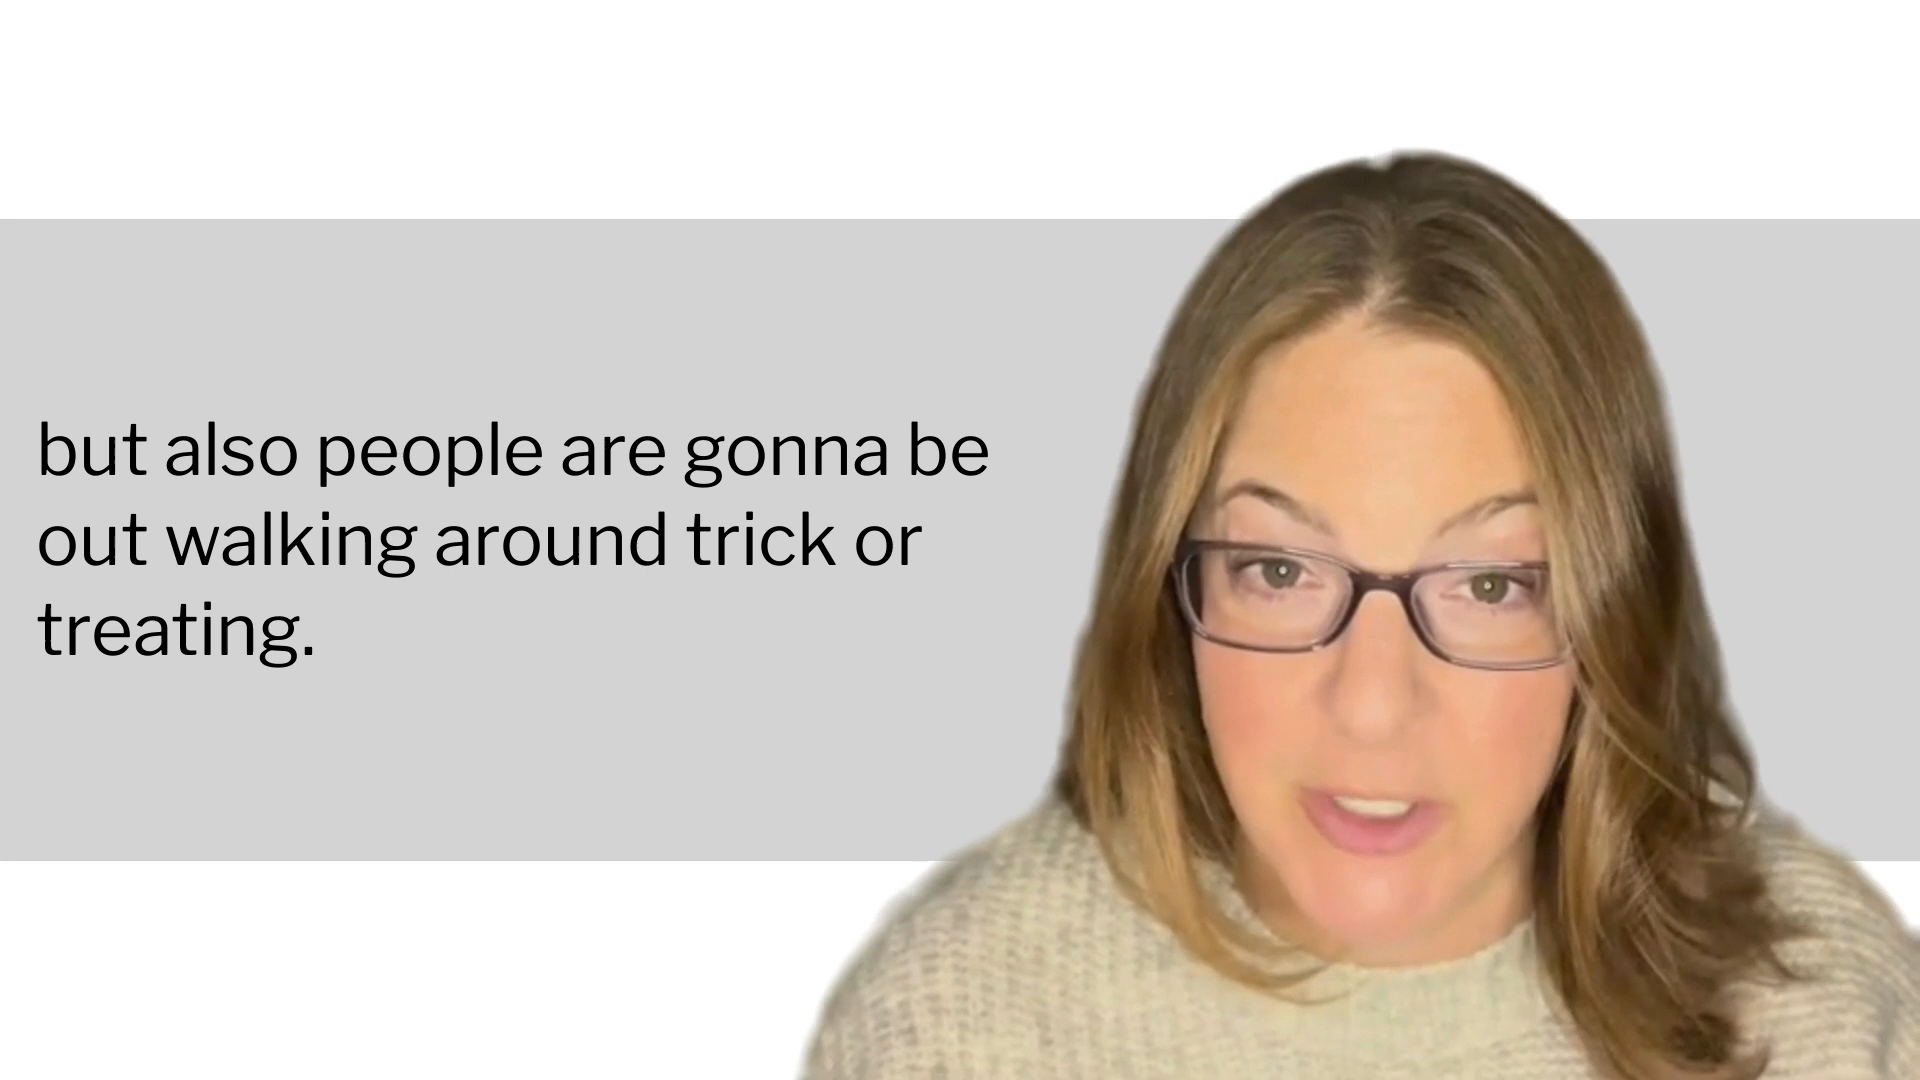 but also people are gonna be
out walking around trick or
treating.